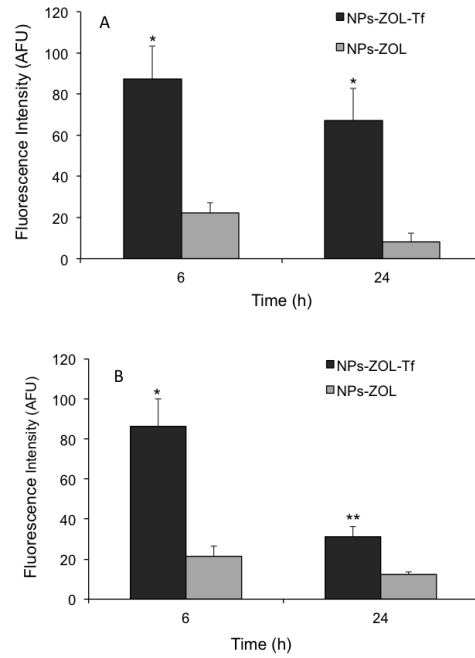 A
NPs-ZOL-Tf
NPs-ZOL
Fluorescence Intensity (AFU)
120
100
80
60
40
20
0
*
*
6
24
Time (h)
B
NPs-ZOL-Tf
NPs-ZOL
Fluorescence Intensity (AFU)
120
100
80
60
40
20
0
*
**
6
24
Time (h)